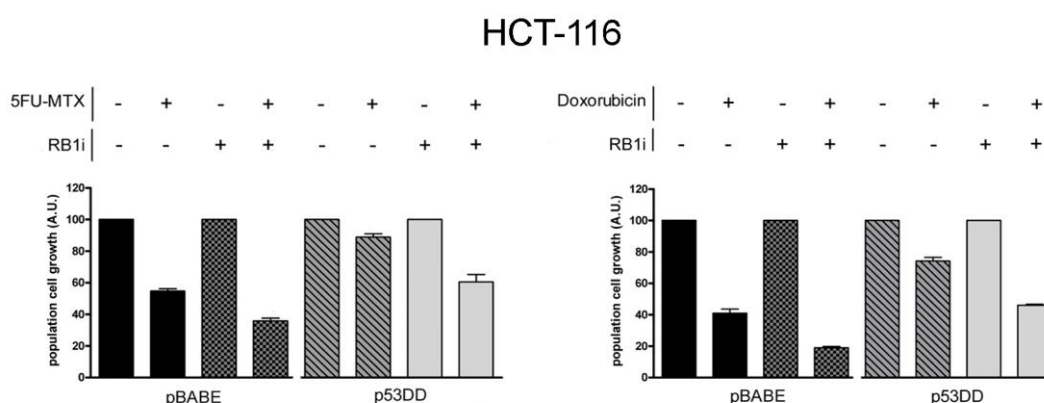 HCT-116
5FU-MTX - + - + - + - +
RB1i - - + + - - + +
population cell growth (A.U.)
120
100
80
60
40
20
0
pBABE p53DD
Doxorubicin - + - + - + - +
RB1i - - + + - - + +
population cell growth (A.U.)
120
100
80
60
40
20
0
pBABE p53DD